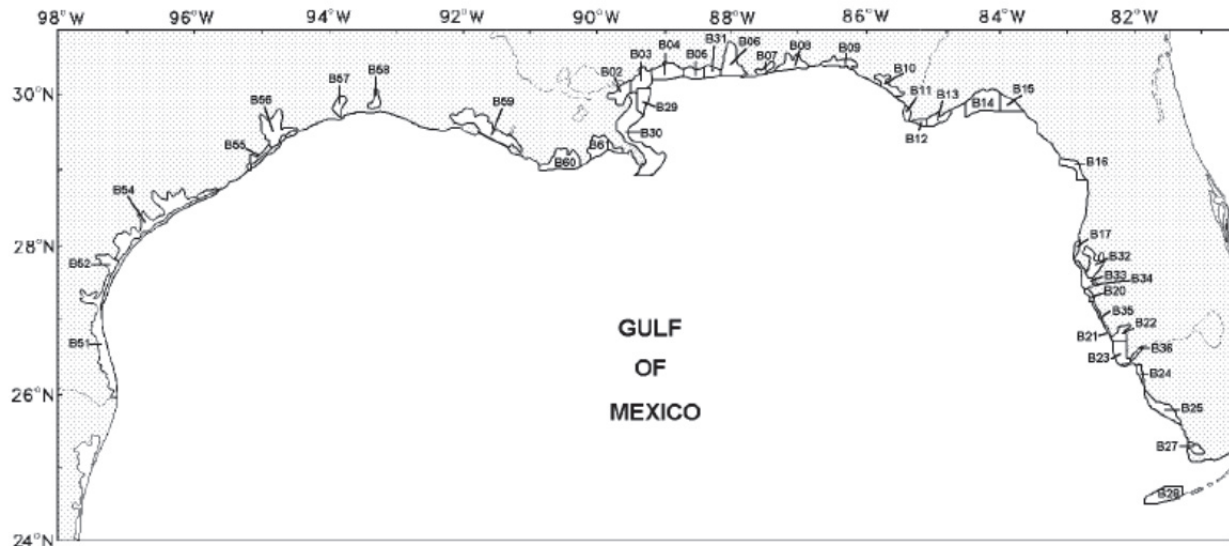 98°W 96°W 94°W 92°W 90°W 88°W 86°W 84°W 82°W
B31
B03 B04 B05 B06 B07 B08 B09
B02
B10
B57 B58
30°N
B56
B59
B29
B11 B13 B14 B15
B30
B12
B55
B60 B61
B16
B54
28°N
B17
B52
B32
B33 B34
B20
B35
B51
GULF
B21 B22
B23 B36
OF
B24
26°N
MEXICO
B25
B27
B28
24°N